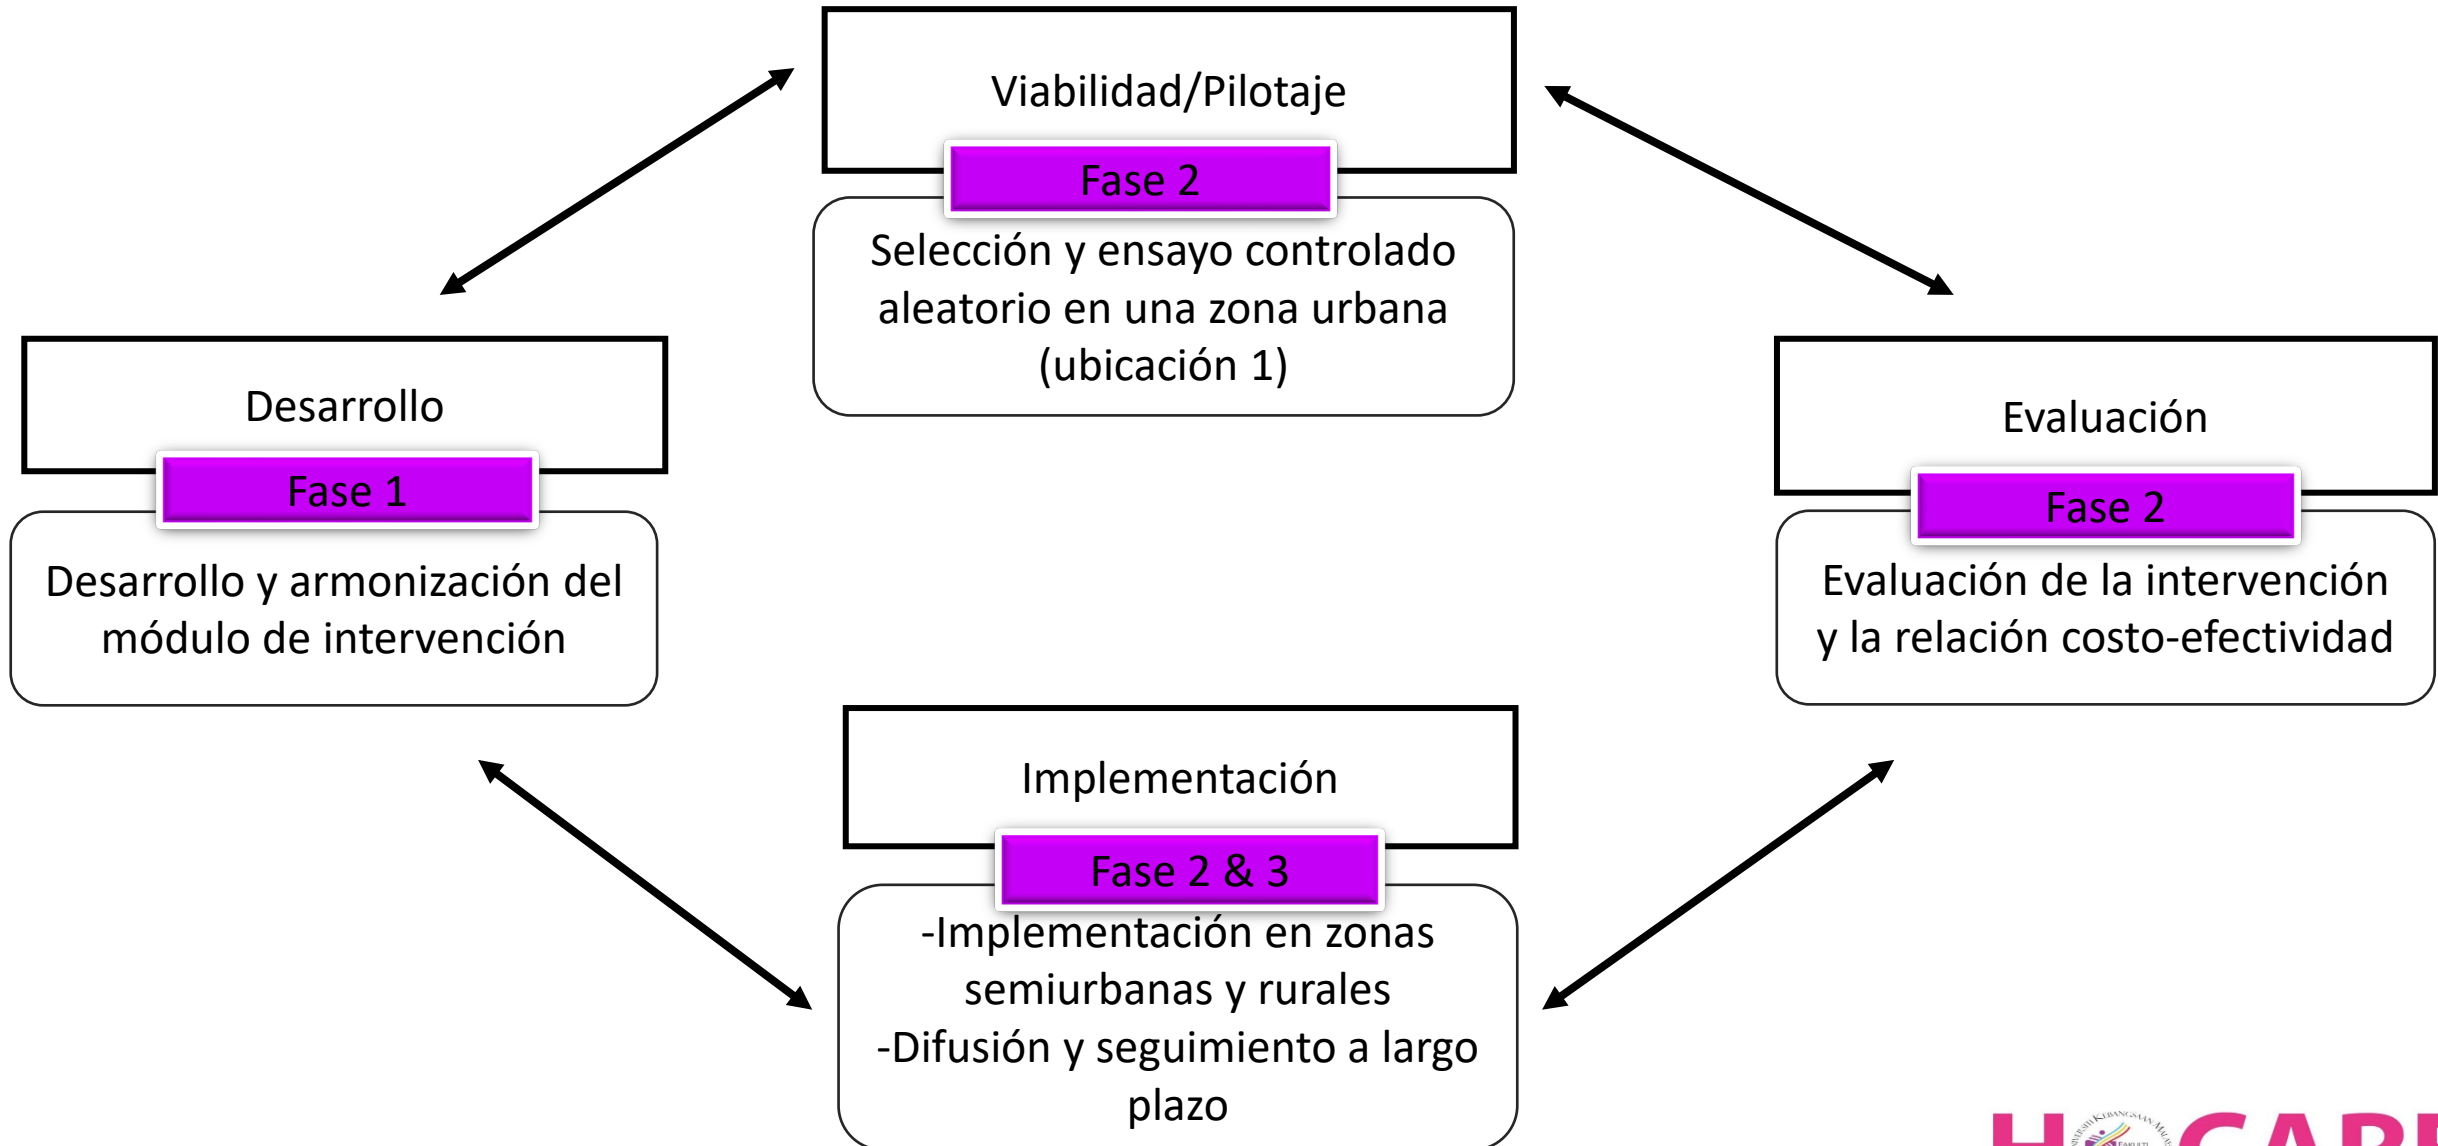 Viabilidad/Pilotaje
Fase 2
Selección y ensayo controlado
aleatorio en una zona urbana
(ubicación 1)
Desarrollo
Fase 1
Desarrollo y armonización del
módulo de intervención
Evaluación
Fase 2
Evaluación de la intervención
y la relación costo-efectividad
Implementación
Fase 2 & 3
-Implementación en zonas
semiurbanas y rurales
-Difusión y seguimiento a largo
plazo